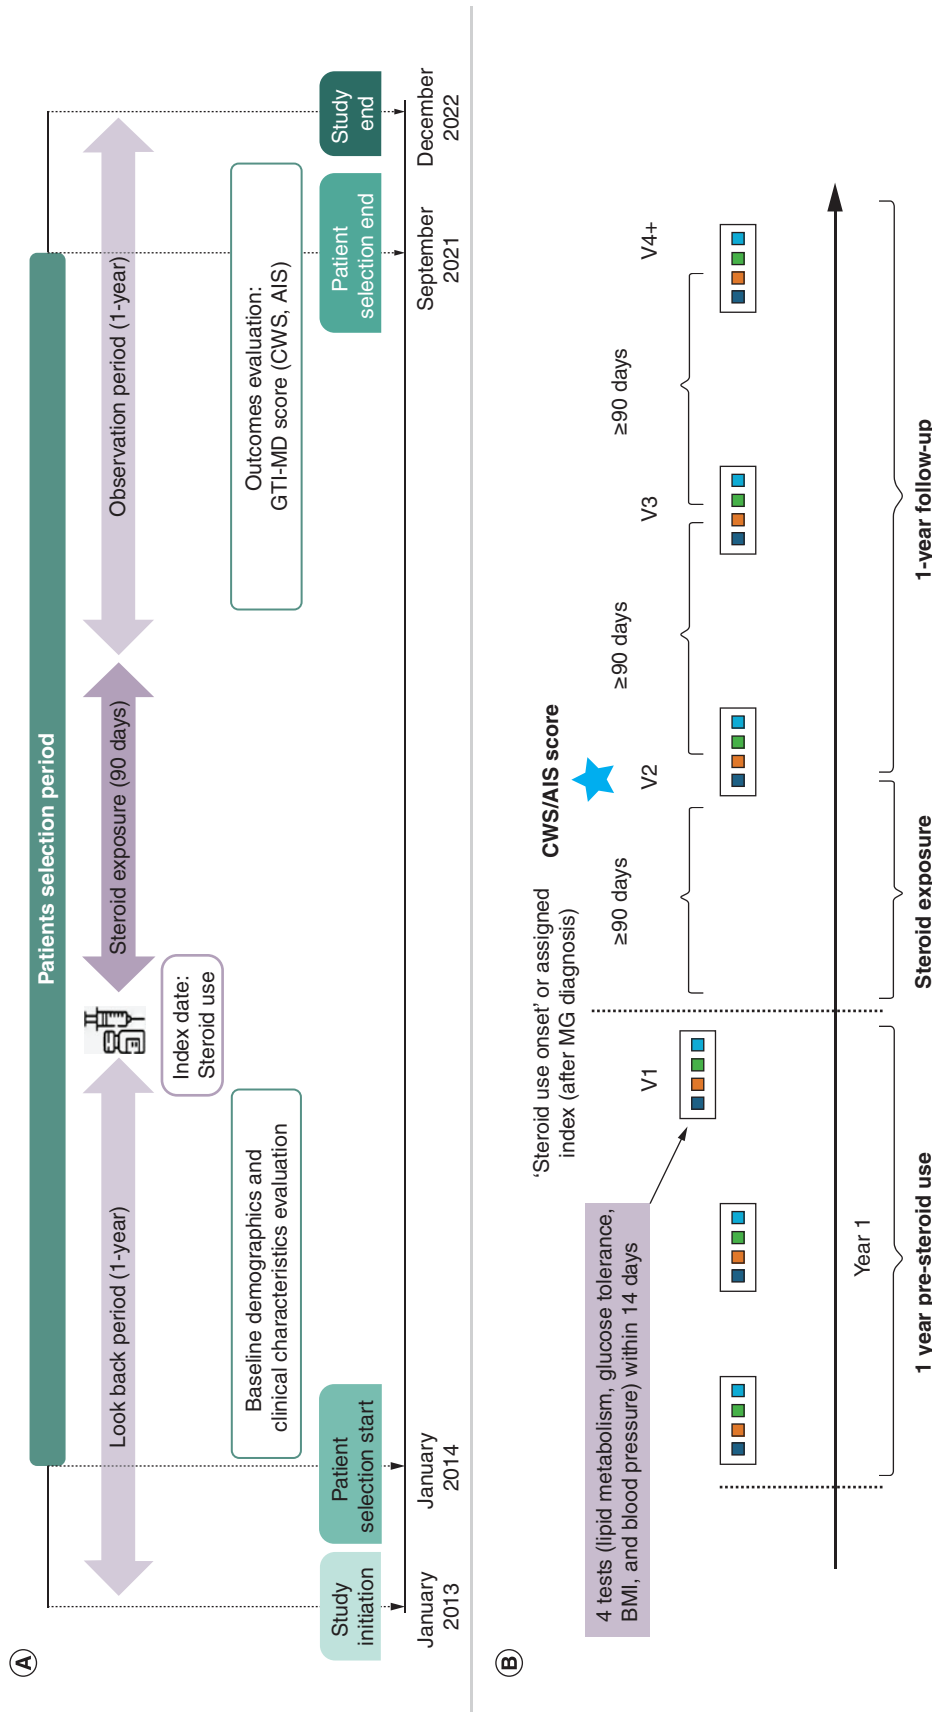 A
Patients selection period
Look back period (1-year)
Steroid exposure (90 days)
Observation period (1-year)
Index date:
Steroid use
Baseline demographics and
clinical characteristics evaluation
Outcomes evaluation:
GTI-MD score (CWS, AIS)
Study
initiation
Patient
selection start
Patient
selection end
Study
end
January
2013
January
2014
September
2021
December
2022
B
'Steroid use onset' or assigned
index (after MG diagnosis)
CWS/AIS score
4 tests (lipid metabolism, glucose tolerance,
BMI, and blood pressure) within 14 days
≥90 days
≥90 days
≥90 days
V1
V2
V3
V4+
Year 1
1 year pre-steroid use
Steroid exposure
1-year follow-up